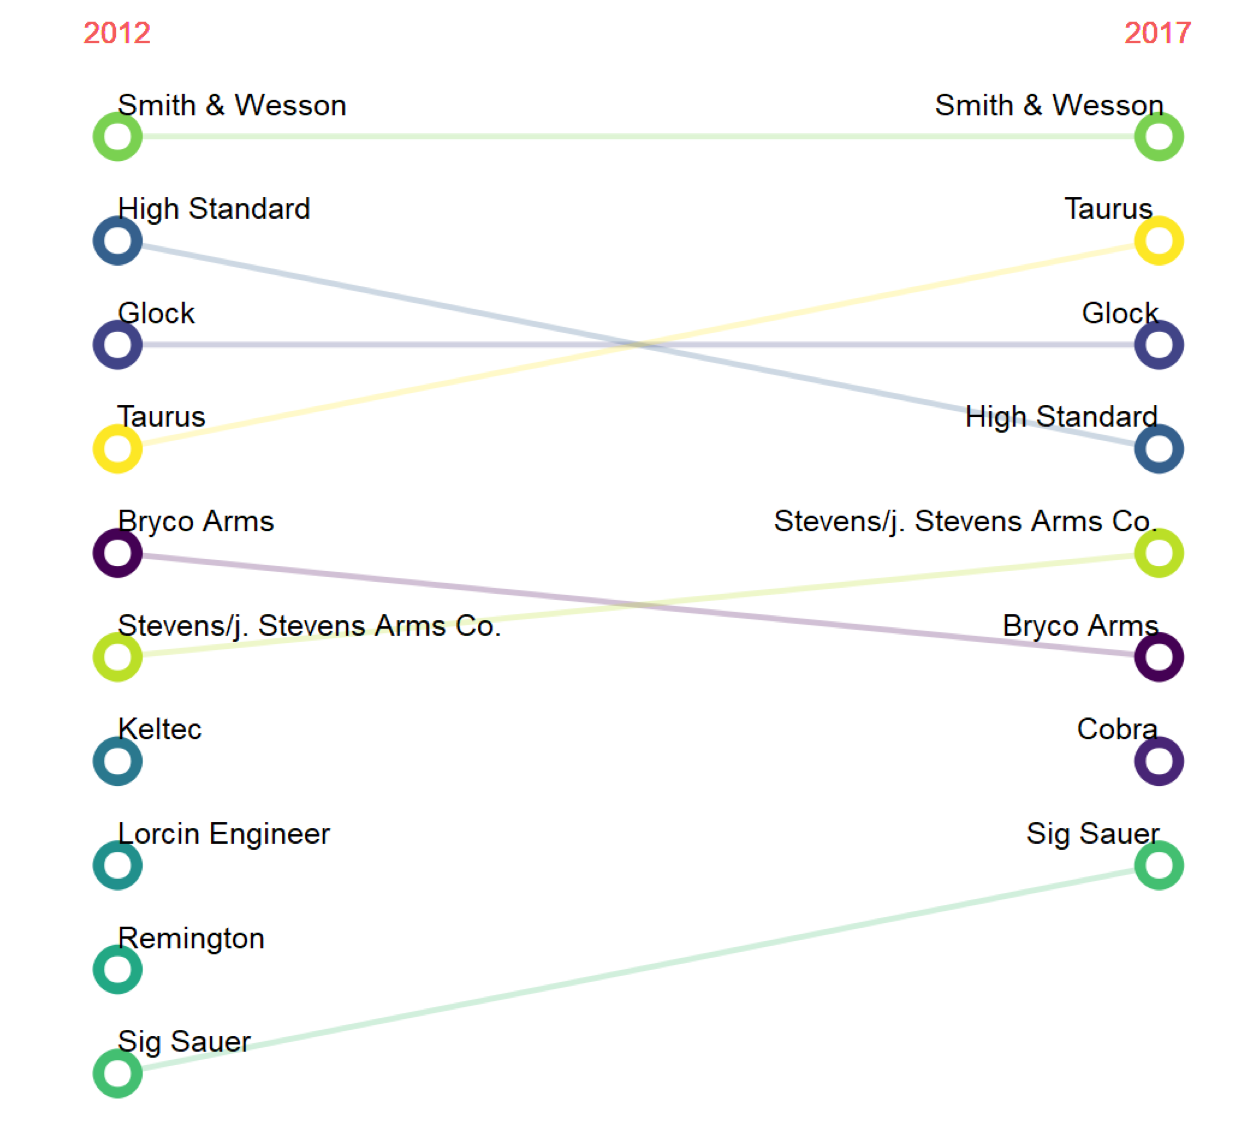 2012 2017
Smith & Wesson Smith & Wesson
High Standard Taurus
Glock Glock
Taurus High Standard
Bryco Arms Stevens/j. Stevens Arms Co.
Stevens/j. Stevens Arms Co. Bryco Arms
Keltec Cobra
Lorcin Engineer Sig Sauer
Remington
Sig Sauer